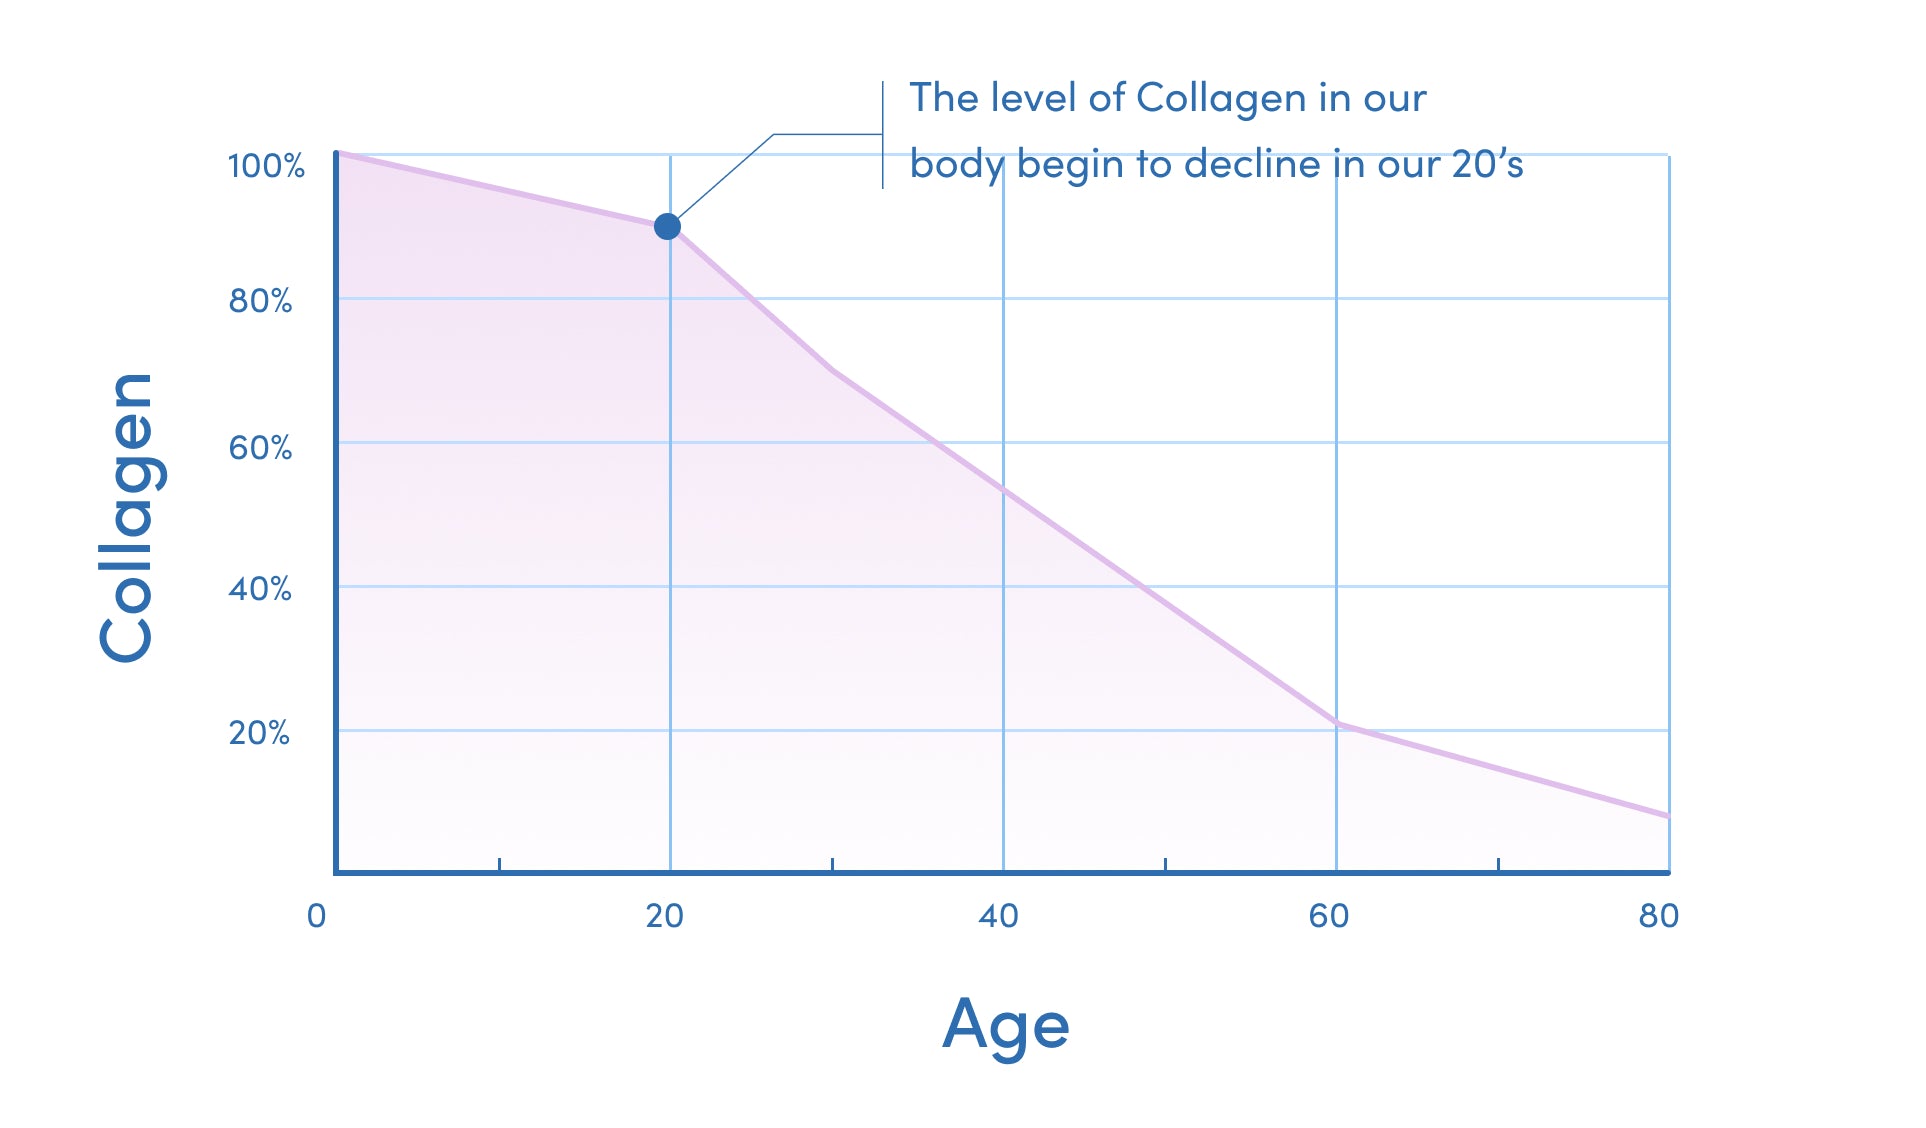 The level of Collagen in our
body begin to decline in our 20’s
100%
80%
60%
40%
20%
Collagen
0 20 40 60 80
Age